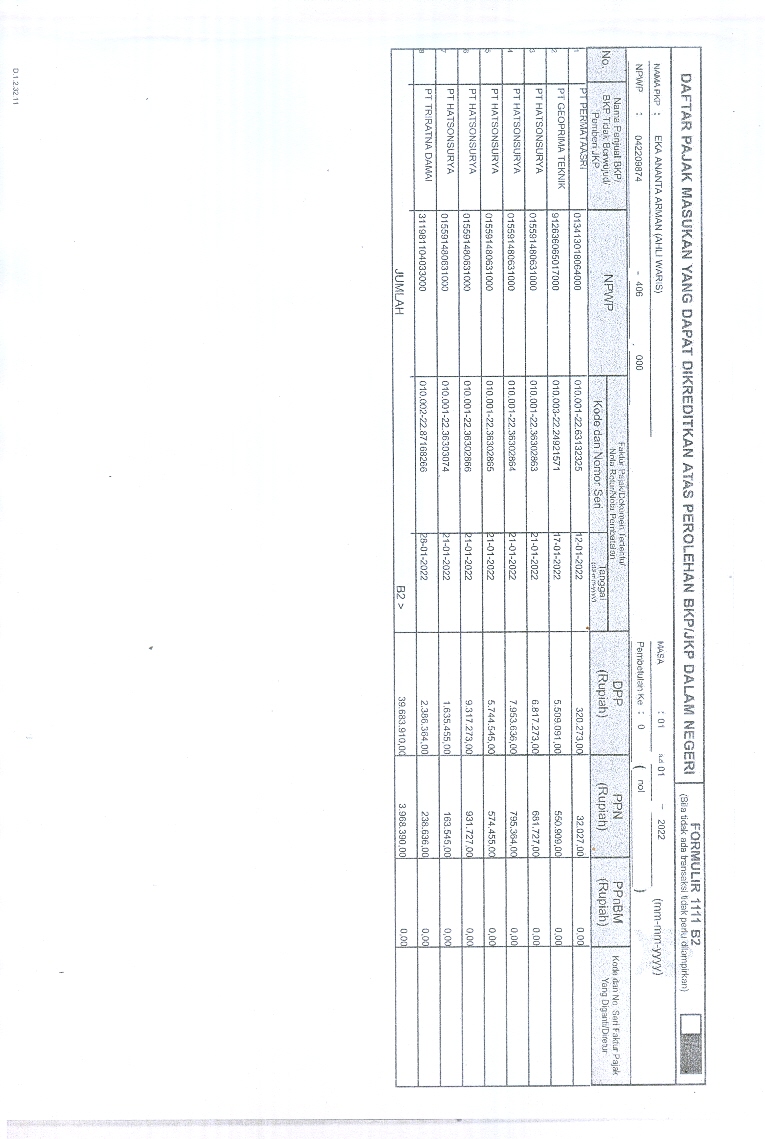 DAFTAR PAJAK MASUKAN YANG DAPAT DIKREDITKAN ATAS PEROLEHAN BKP/JKP DALAM NEGERI
FORMULIR 1111 B2
(Bila tidak ada transaksi tidak perlu dilampirkan)
NAMA PKP : EKA ANANTA ARMAN (AHLI WARIS)
MASA : 01 s.d 01 - 2022 (mm-mm-yyyy)
NPWP : 042209874 - 406 . 000
Pembetulan Ke : 0 ( nol )
No. Nama Penjual BKP/ BKP Tidak Berwujud/ Pemberi JKP NPWP Faktur Pajak/Dokumen Tertentu/ Nota Retur/Nota Pembatalan DPP (Rupiah) PPN (Rupiah) PPnBM (Rupiah) Kode dan No. Seri Faktur Pajak Yang Diganti/Diretur
Kode dan Nomor Seri Tanggal
1 PT PERMATAASRI 013413018064000 010.001-22.63132325 12-01-2022 320.273,00 32.027,00 0,00
2 PT GEOPRIMA TEKNIK 912636065017000 010.003-22.24921571 17-01-2022 5.509.091,00 550.909,00 0,00
3 PT HATSONSURYA 015591480631000 010.001-22.36302863 21-01-2022 6.817.273,00 681.727,00 0,00
4 PT HATSONSURYA 015591480631000 010.001-22.36302864 21-01-2022 7.953.636,00 795.364,00 0,00
5 PT HATSONSURYA 015591480631000 010.001-22.36302865 21-01-2022 5.744.545,00 574.455,00 0,00
6 PT HATSONSURYA 015591480631000 010.001-22.36302866 21-01-2022 9.317.273,00 931.727,00 0,00
7 PT HATSONSURYA 015591480631000 010.001-22.36303074 21-01-2022 1.635.455,00 163.545,00 0,00
8 PT TRIRATNA DAMAI 311981104033000 010.002-22.87168266 28-01-2022 2.386.364,00 238.636,00 0,00
JUMLAH B2 > 39.683.910,00 3.968.390,00 0,00
D.1.2.32.11